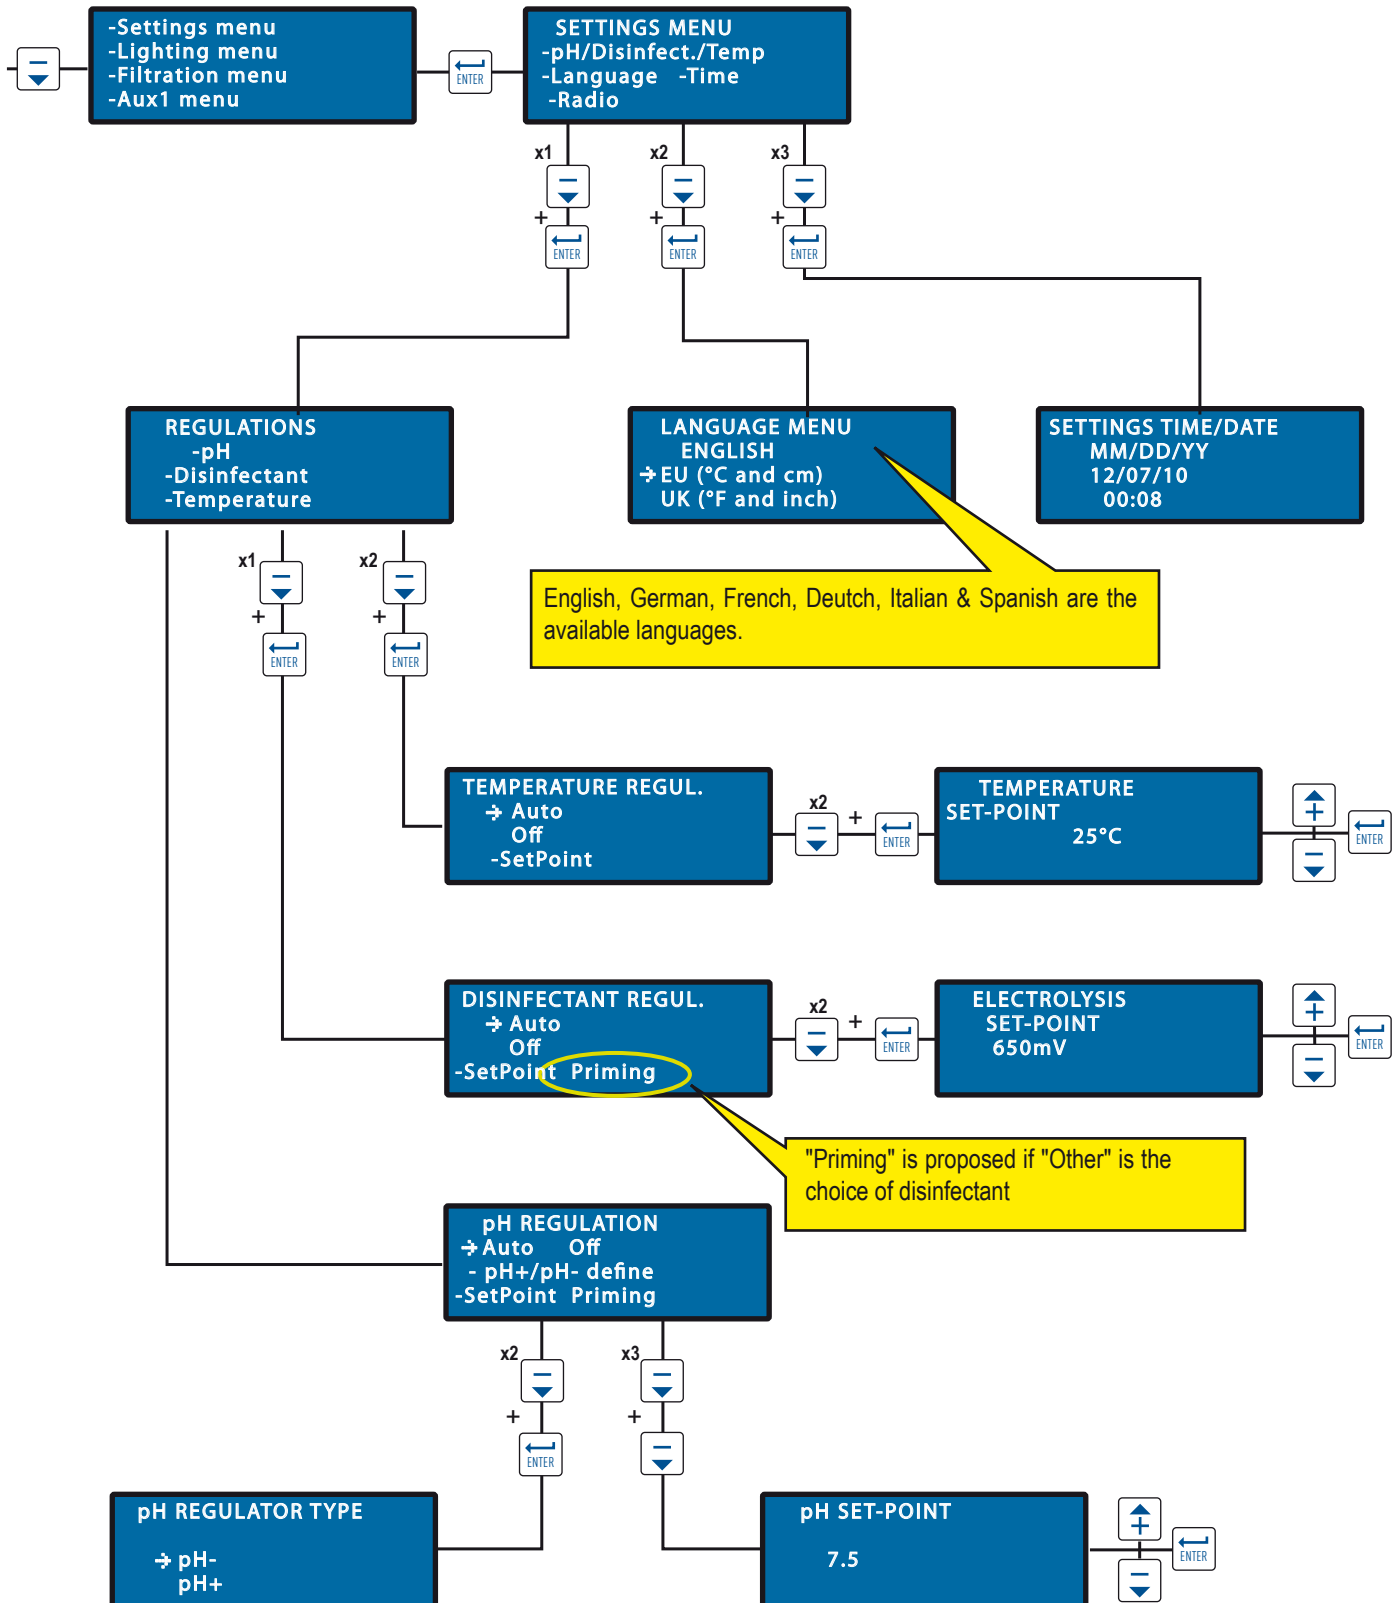 -Settings menu
-Lighting menu
-Filtration menu
-Aux1 menu
ENTER
SETTINGS MENU
-pH/Disinfect./Temp
-Language -Time
-Radio
x1
x2
x3
+
+
+
ENTER
ENTER
ENTER
REGULATIONS
-pH
-Disinfectant
-Temperature
LANGUAGE MENU
ENGLISH
EU (°C and cm)
UK (°F and inch)
SETTINGS TIME/DATE
MM/DD/YY
12/07/10
00:08
x1
x2
+
+
ENTER
ENTER
English, German, French, Deutch, Italian & Spanish are the
available languages.
TEMPERATURE REGUL.
Auto
Off
-SetPoint
x2
+
ENTER
TEMPERATURE
SET-POINT
25°C
ENTER
DISINFECTANT REGUL.
Auto
Off
-SetPoint Priming
x2
+
ENTER
ELECTROLYSIS
SET-POINT
650mV
ENTER
"Priming" is proposed if "Other" is the
choice of disinfectant
pH REGULATION
Auto Off
- pH+/pH- define
-SetPoint Priming
x2
x3
+
+
ENTER
pH REGULATOR TYPE
pH-
pH+
pH SET-POINT
7.5
ENTER